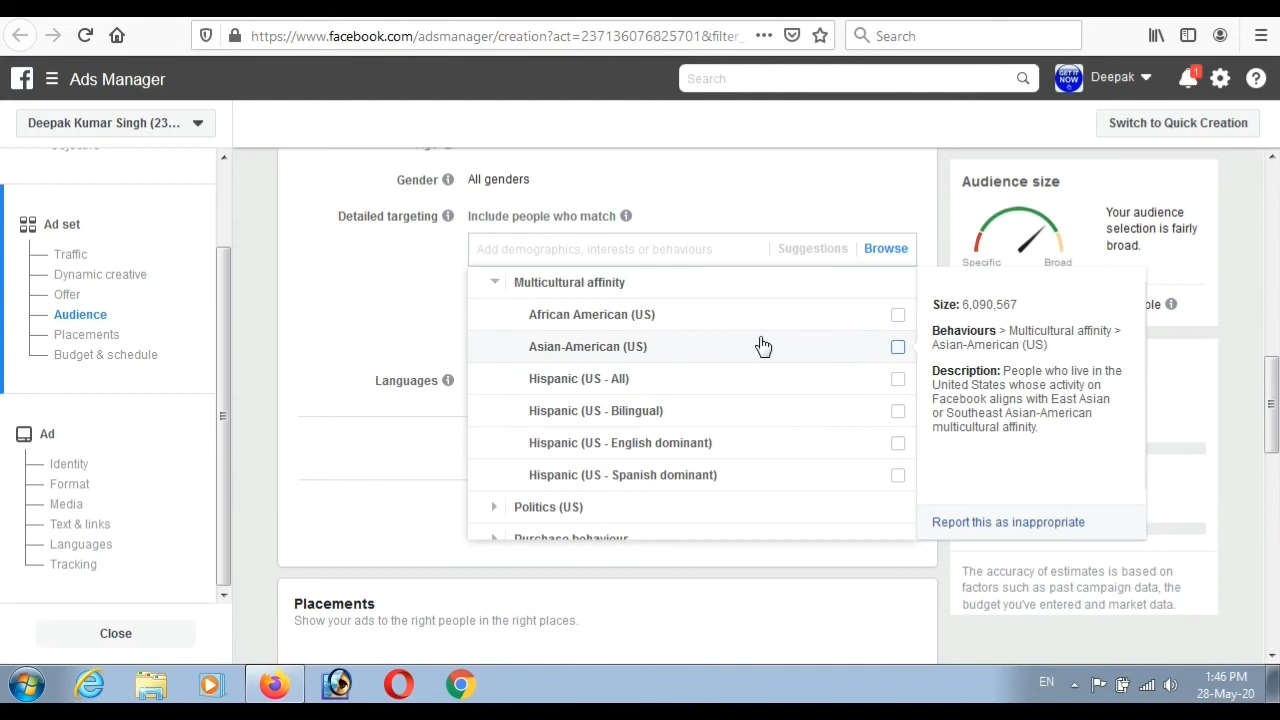 https://www.facebook.com/adsmanager/creation?act=237136076825701&filter_
Search
Ads Manager
Search
GET IT NOW
Deepak
1
Deepak Kumar Singh (23...
Switch to Quick Creation
Objective
Ad set
Traffic
Dynamic creative
Offer
Audience
Placements
Budget & schedule
Ad
Identity
Format
Media
Text & links
Languages
Tracking
Close
Gender
All genders
Detailed targeting
Include people who match
Add demographics, interests or behaviours
Suggestions
Browse
Multicultural affinity
African American (US)
Asian-American (US)
Hispanic (US - All)
Hispanic (US - Bilingual)
Hispanic (US - English dominant)
Hispanic (US - Spanish dominant)
Politics (US)
Purchase behaviour
Languages
Placements
Show your ads to the right people in the right places.
Audience size
Your audience
selection is fairly
broad.
Specific
Broad
Size: 6,090,567
Behaviours > Multicultural affinity >
Asian-American (US)
Description: People who live in the
United States whose activity on
Facebook aligns with East Asian
or Southeast Asian-American
multicultural affinity.
Report this as inappropriate
The accuracy of estimates is based on
factors such as past campaign data, the
budget you've entered and market data.
EN
1:46 PM
28-May-20